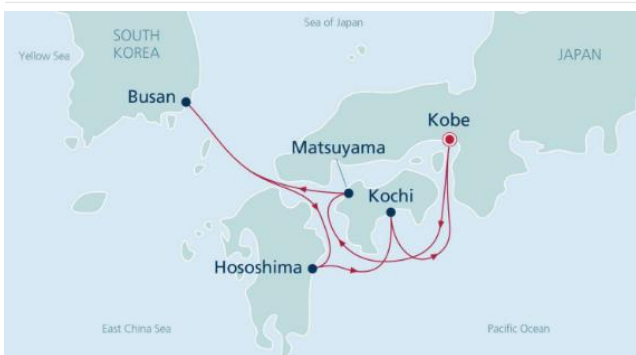 Sea of Japan
SOUTH
KOREA
Yellow Sea
JAPAN
Busan
Kobe
Matsuyama
Kochi
Hososhima
East China Sea
Pacific Ocean